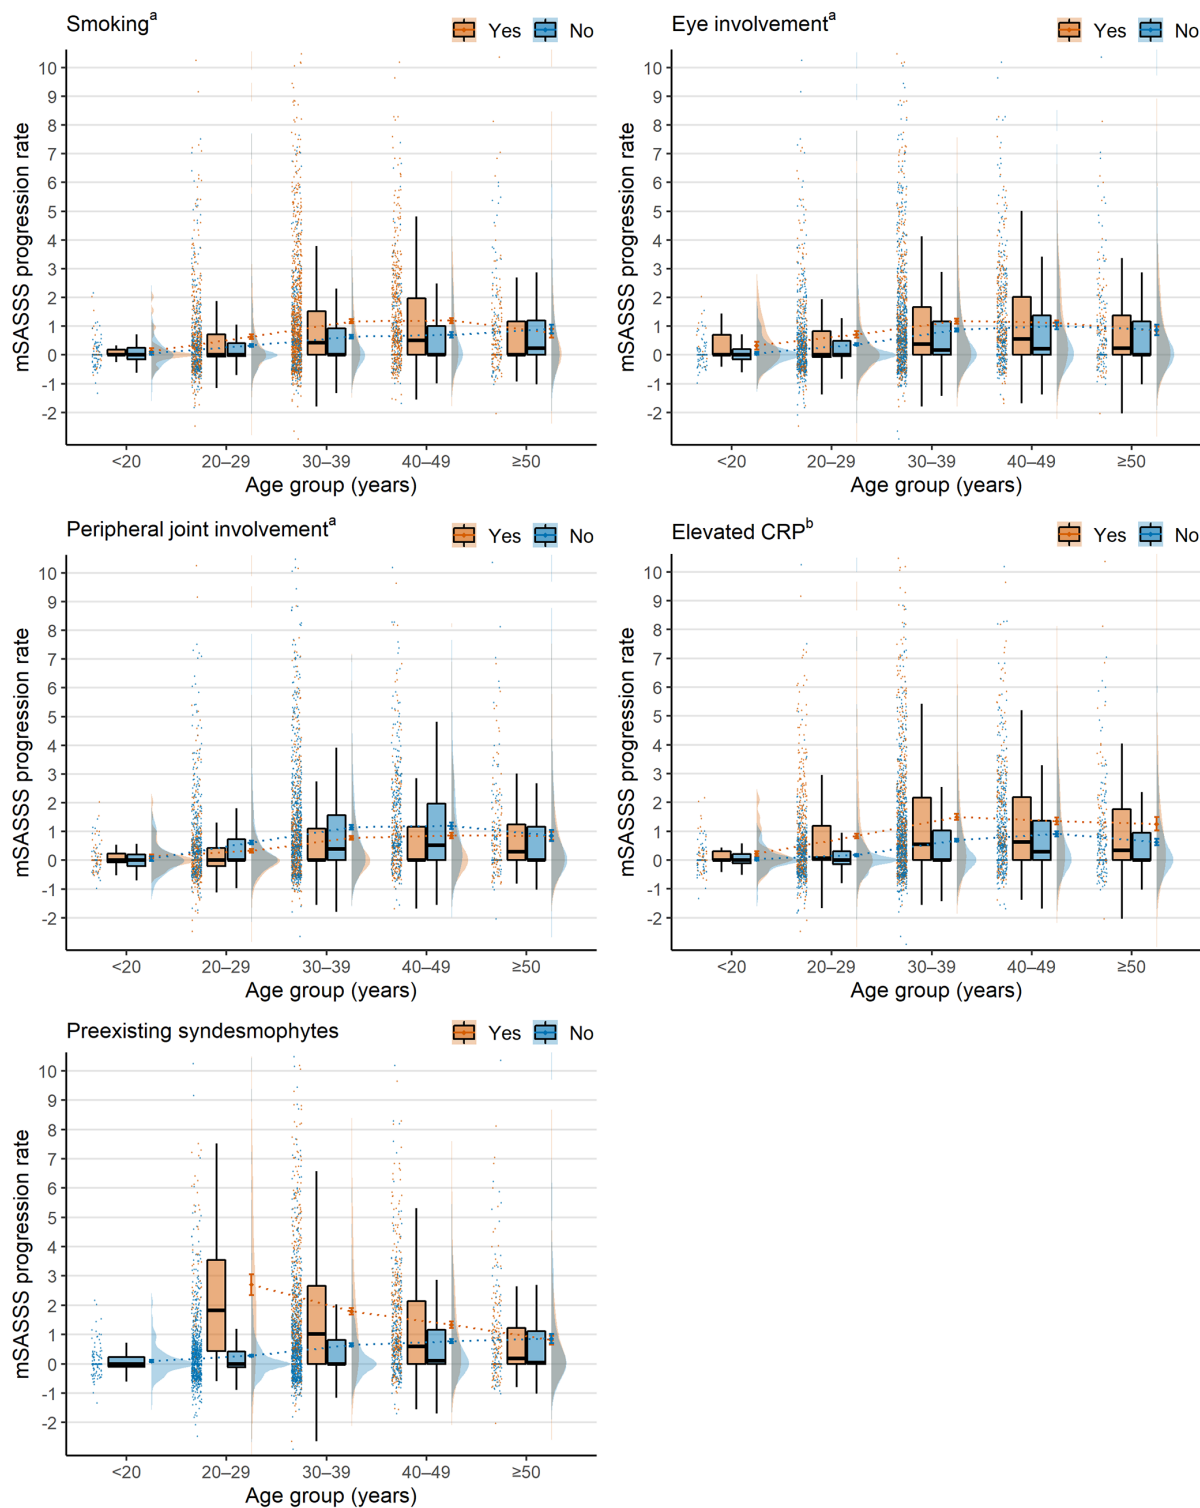 Smokingᵃ
Yes No
10
9
8
7
6
5
4
3
2
1
0
-1
-2
mSASSS progression rate
<20 20–29 30–39 40–49 ≥50
Age group (years)
Eye involvementᵃ
Yes No
10
9
8
7
6
5
4
3
2
1
0
-1
-2
mSASSS progression rate
<20 20–29 30–39 40–49 ≥50
Age group (years)
Peripheral joint involvementᵃ
Yes No
10
9
8
7
6
5
4
3
2
1
0
-1
-2
mSASSS progression rate
<20 20–29 30–39 40–49 ≥50
Age group (years)
Elevated CRPᵇ
Yes No
10
9
8
7
6
5
4
3
2
1
0
-1
-2
mSASSS progression rate
<20 20–29 30–39 40–49 ≥50
Age group (years)
Preexisting syndesmophytes
Yes No
10
9
8
7
6
5
4
3
2
1
0
-1
-2
mSASSS progression rate
<20 20–29 30–39 40–49 ≥50
Age group (years)